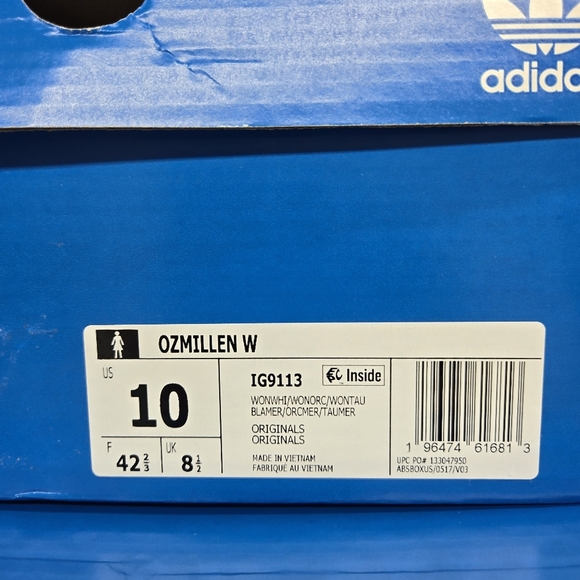 adidas
OZMILLEN W
US
10
F
42 2/3
UK
8 1/2
IG9113
Inside
WONWHI/WONORC/WONTAU
BLAMER/ORCMER/TAUMER
ORIGINALS
ORIGINALS
MADE IN VIETNAM
FABRIQUÉ AU VIETNAM
1 96474 61681 3
UPC PO# 133047950
ABSBOXUS/0517/V03